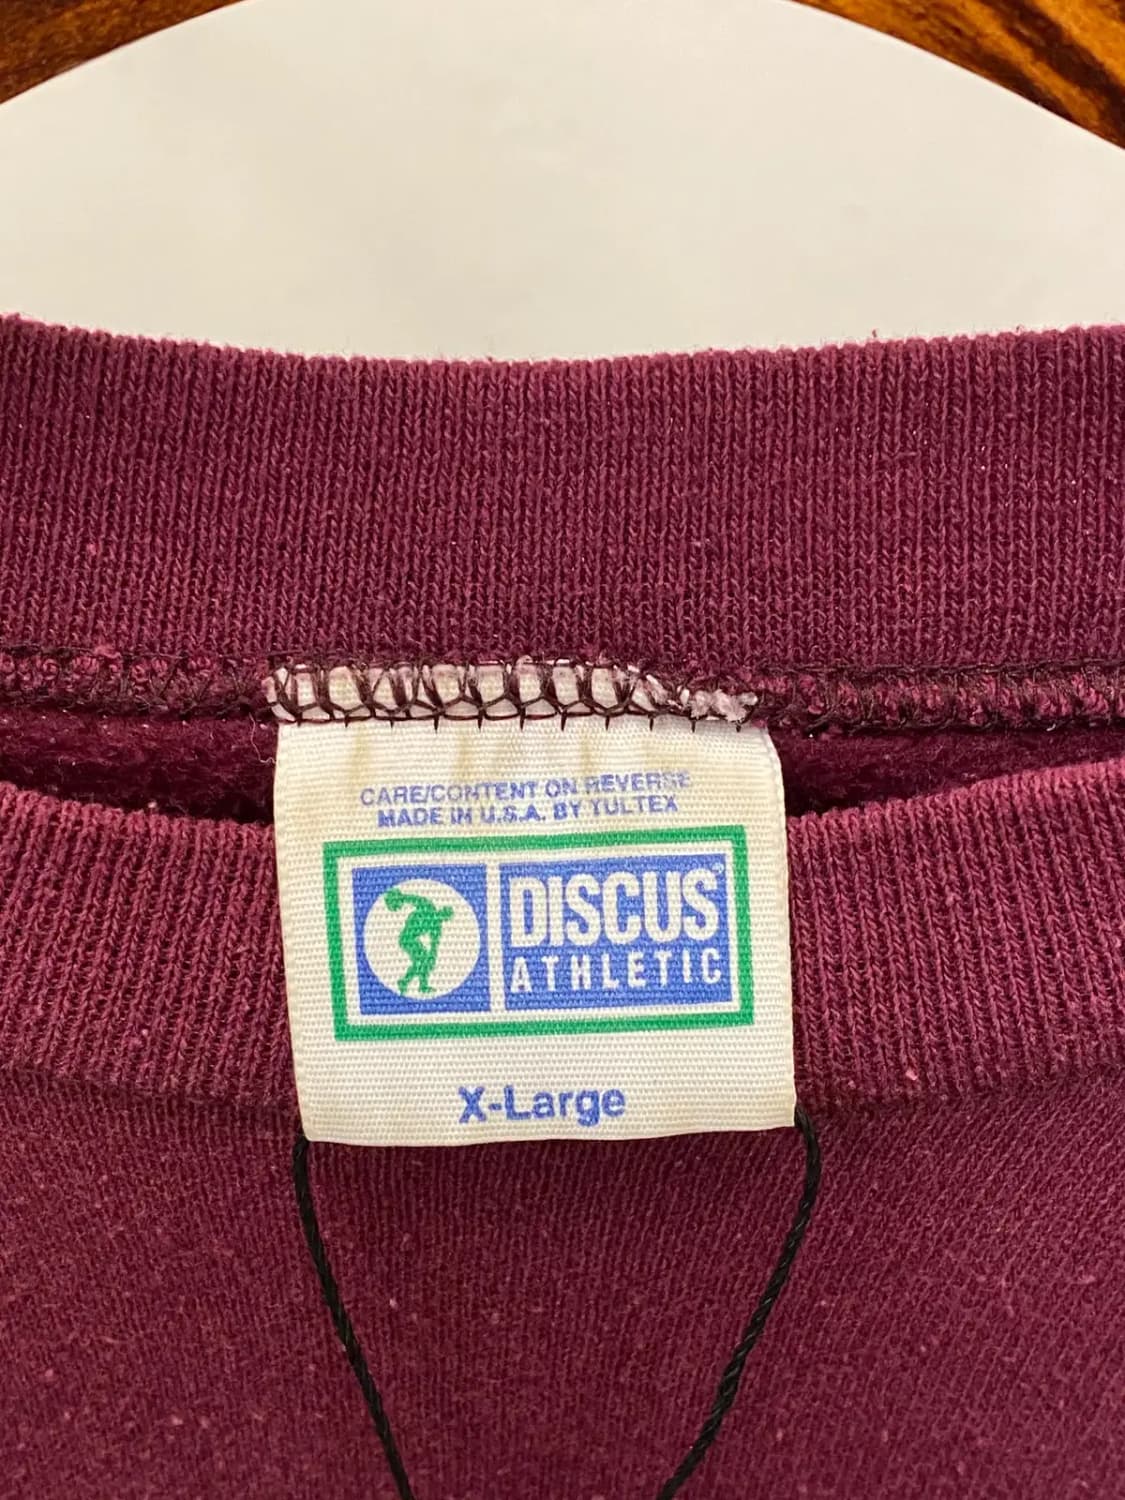 CARE/CONTENT ON REVERSE
MADE IN U.S.A. BY TULTEX
DISCUS®
ATHLETIC
X-Large